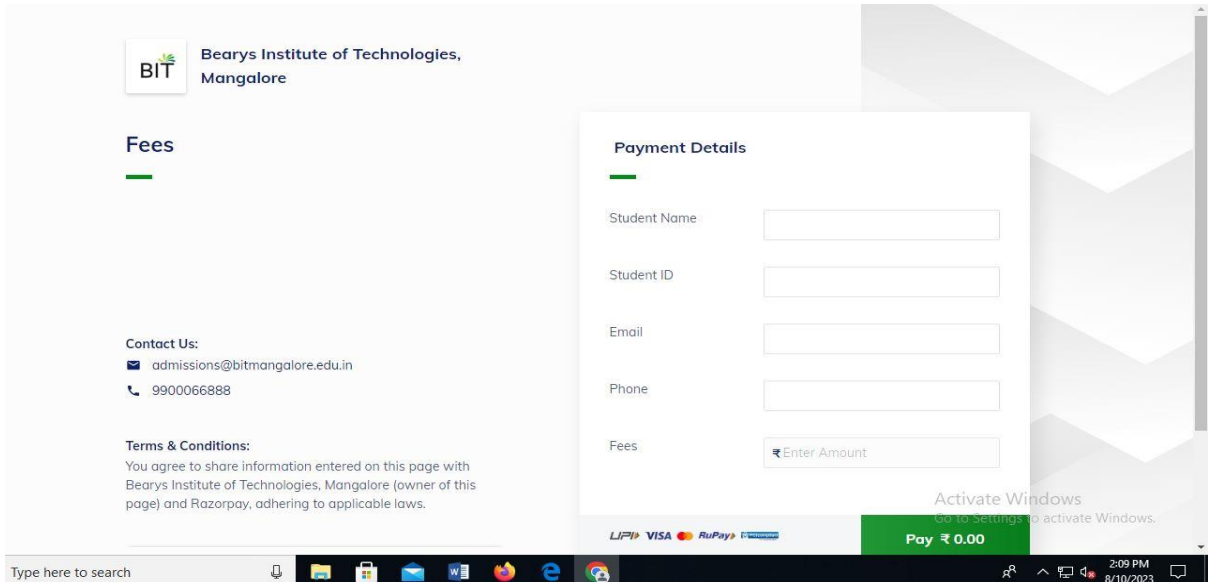 BIT
Bearys Institute of Technologies,
Mangalore
Fees
Contact Us:
admissions@bitmangalore.edu.in
9900066888
Terms & Conditions:
You agree to share information entered on this page with
Bearys Institute of Technologies, Mangalore (owner of this
page) and Razorpay, adhering to applicable laws.
Payment Details
Student Name
Student ID
Email
Phone
Fees
₹ Enter Amount
UPI VISA RuPay
Pay ₹ 0.00
Activate Windows
Go to Settings to activate Windows.
Type here to search
2:09 PM
8/10/2023